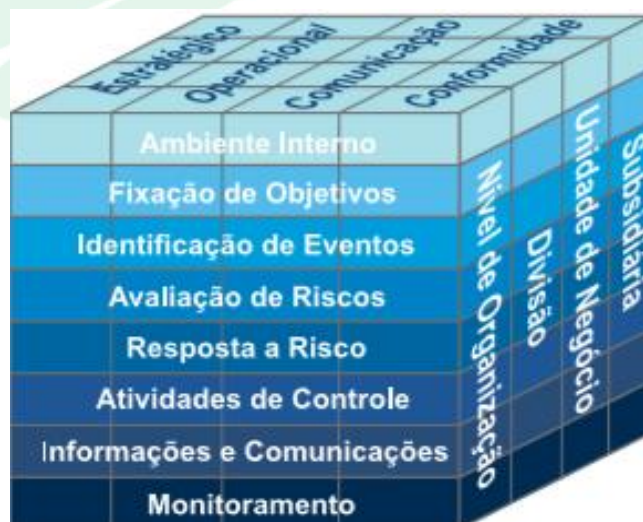 Estratégico
Operacional
Comunicação
Conformidade
Ambiente Interno
Fixação de Objetivos
Identificação de Eventos
Avaliação de Riscos
Resposta a Risco
Atividades de Controle
Informações e Comunicações
Monitoramento
Nível de Organização
Divisão
Unidade de Negócio
Subsidiária